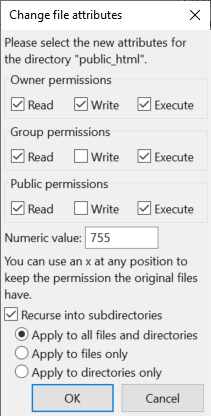 Change file attributes
Please select the new attributes for
the directory "public_html".
Owner permissions
Read Write Execute
Group permissions
Read Write Execute
Public permissions
Read Write Execute
Numeric value: 755
You can use an x at any position to
keep the permission the original files
have.
Recurse into subdirectories
Apply to all files and directories
Apply to files only
Apply to directories only
OK Cancel